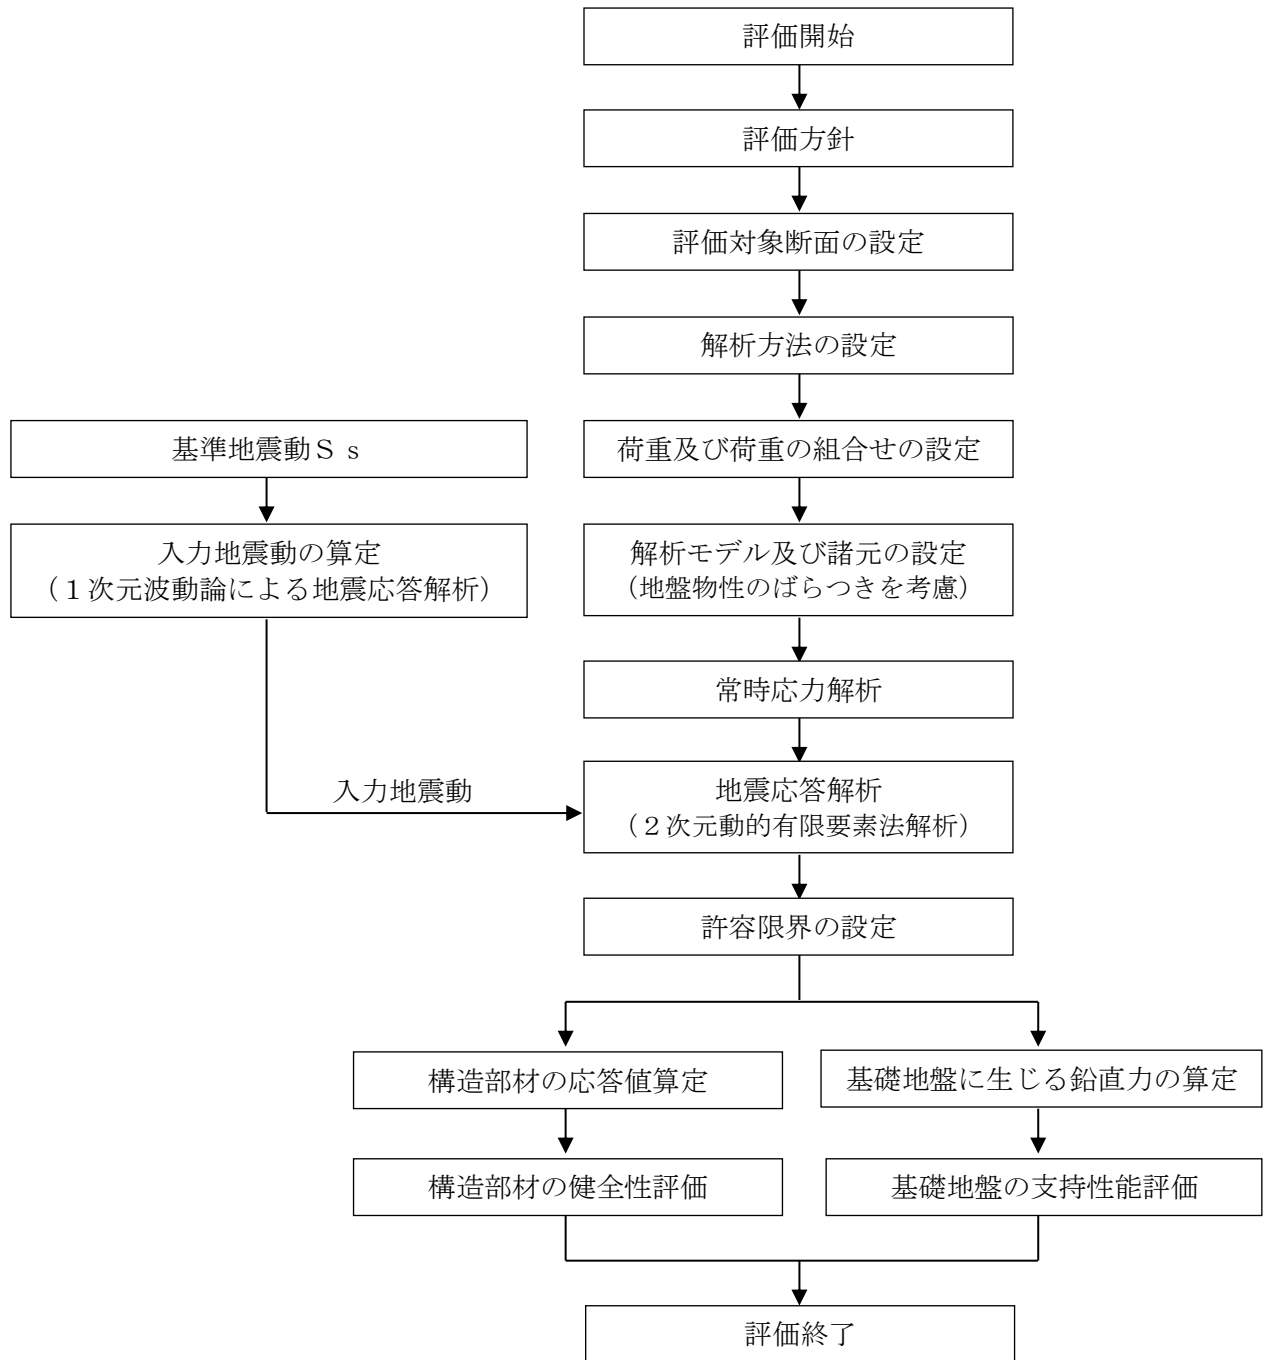 評価開始
評価方針
評価対象断面の設定
解析方法の設定
基準地震動Ｓｓ
荷重及び荷重の組合せの設定
入力地震動の算定
（１次元波動論による地震応答解析）
解析モデル及び諸元の設定
（地盤物性のばらつきを考慮）
常時応力解析
入力地震動
地震応答解析
（２次元動的有限要素法解析）
許容限界の設定
構造部材の応答値算定
基礎地盤に生じる鉛直力の算定
構造部材の健全性評価
基礎地盤の支持性能評価
評価終了